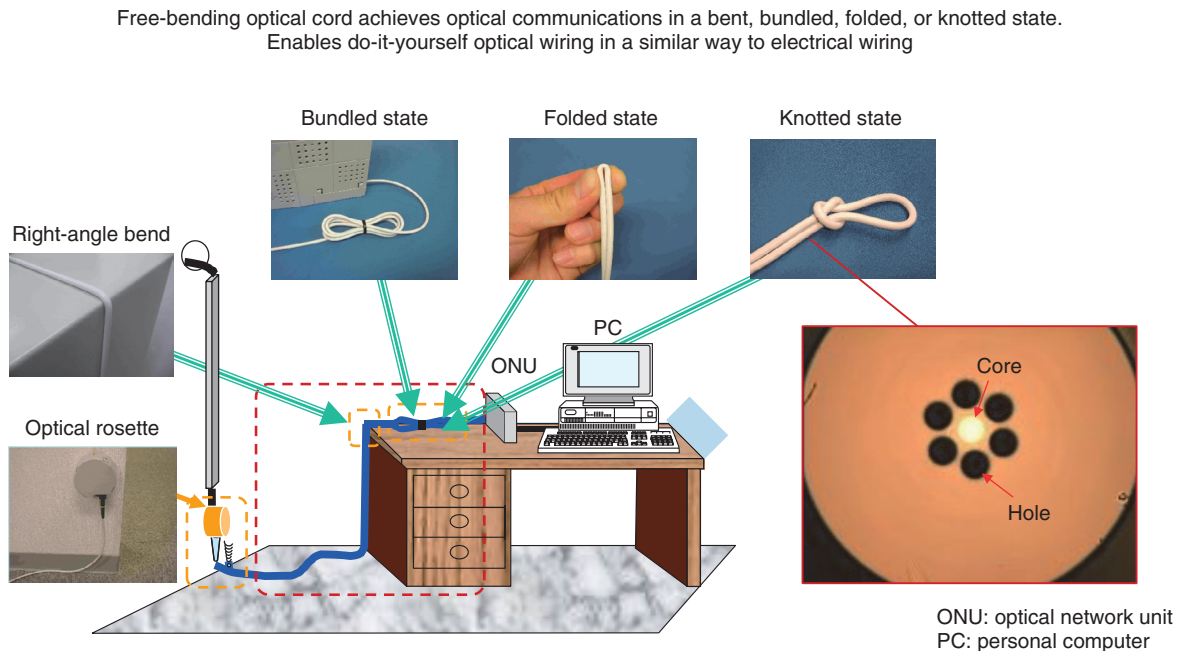 Free-bending optical cord achieves optical communications in a bent, bundled, folded, or knotted state.
Enables do-it-yourself optical wiring in a similar way to electrical wiring
Bundled state
Folded state
Knotted state
Right-angle bend
PC
ONU
Core
Optical rosette
Hole
ONU: optical network unit
PC: personal computer